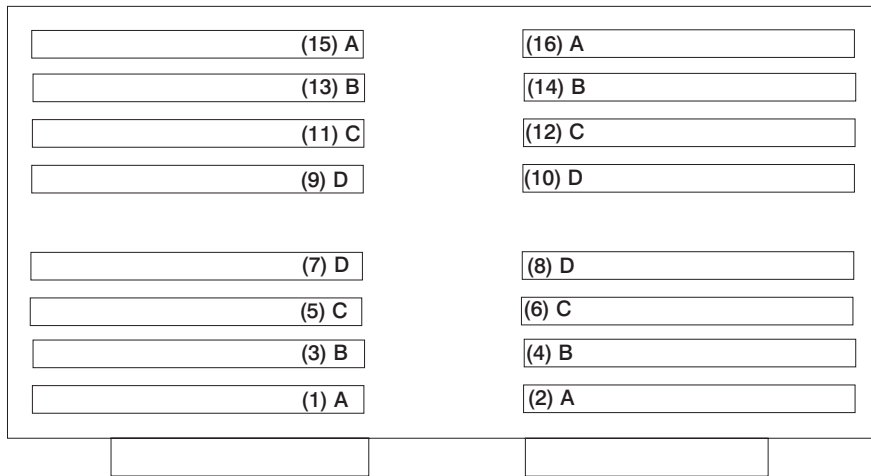 (15) A (16) A
(13) B (14) B
(11) C (12) C
(9) D (10) D
(7) D (8) D
(5) C (6) C
(3) B (4) B
(1) A (2) A